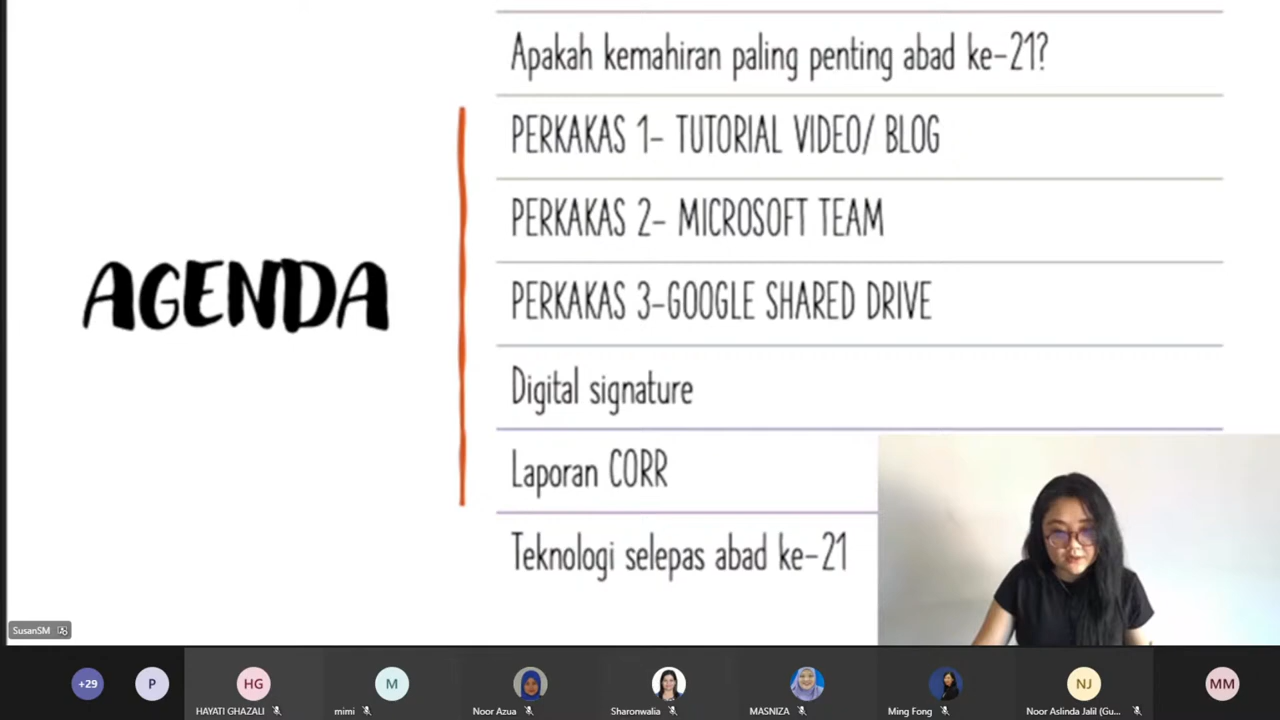 Apakah kemahiran paling penting abad ke-21?
PERKAKAS 1- TUTORIAL VIDEO/ BLOG
PERKAKAS 2- MICROSOFT TEAM
PERKAKAS 3-GOOGLE SHARED DRIVE
AGENDA
Digital signature
Laporan CORR
Teknologi selepas abad ke-21
SusanSM
+29
P
HG
M
NJ
MM
HAYATI GHAZALI
mimi
Noor Azua
Sharonwalia
MASNIZA
Ming Fong
Noor Aslinda Jalil (Gu...